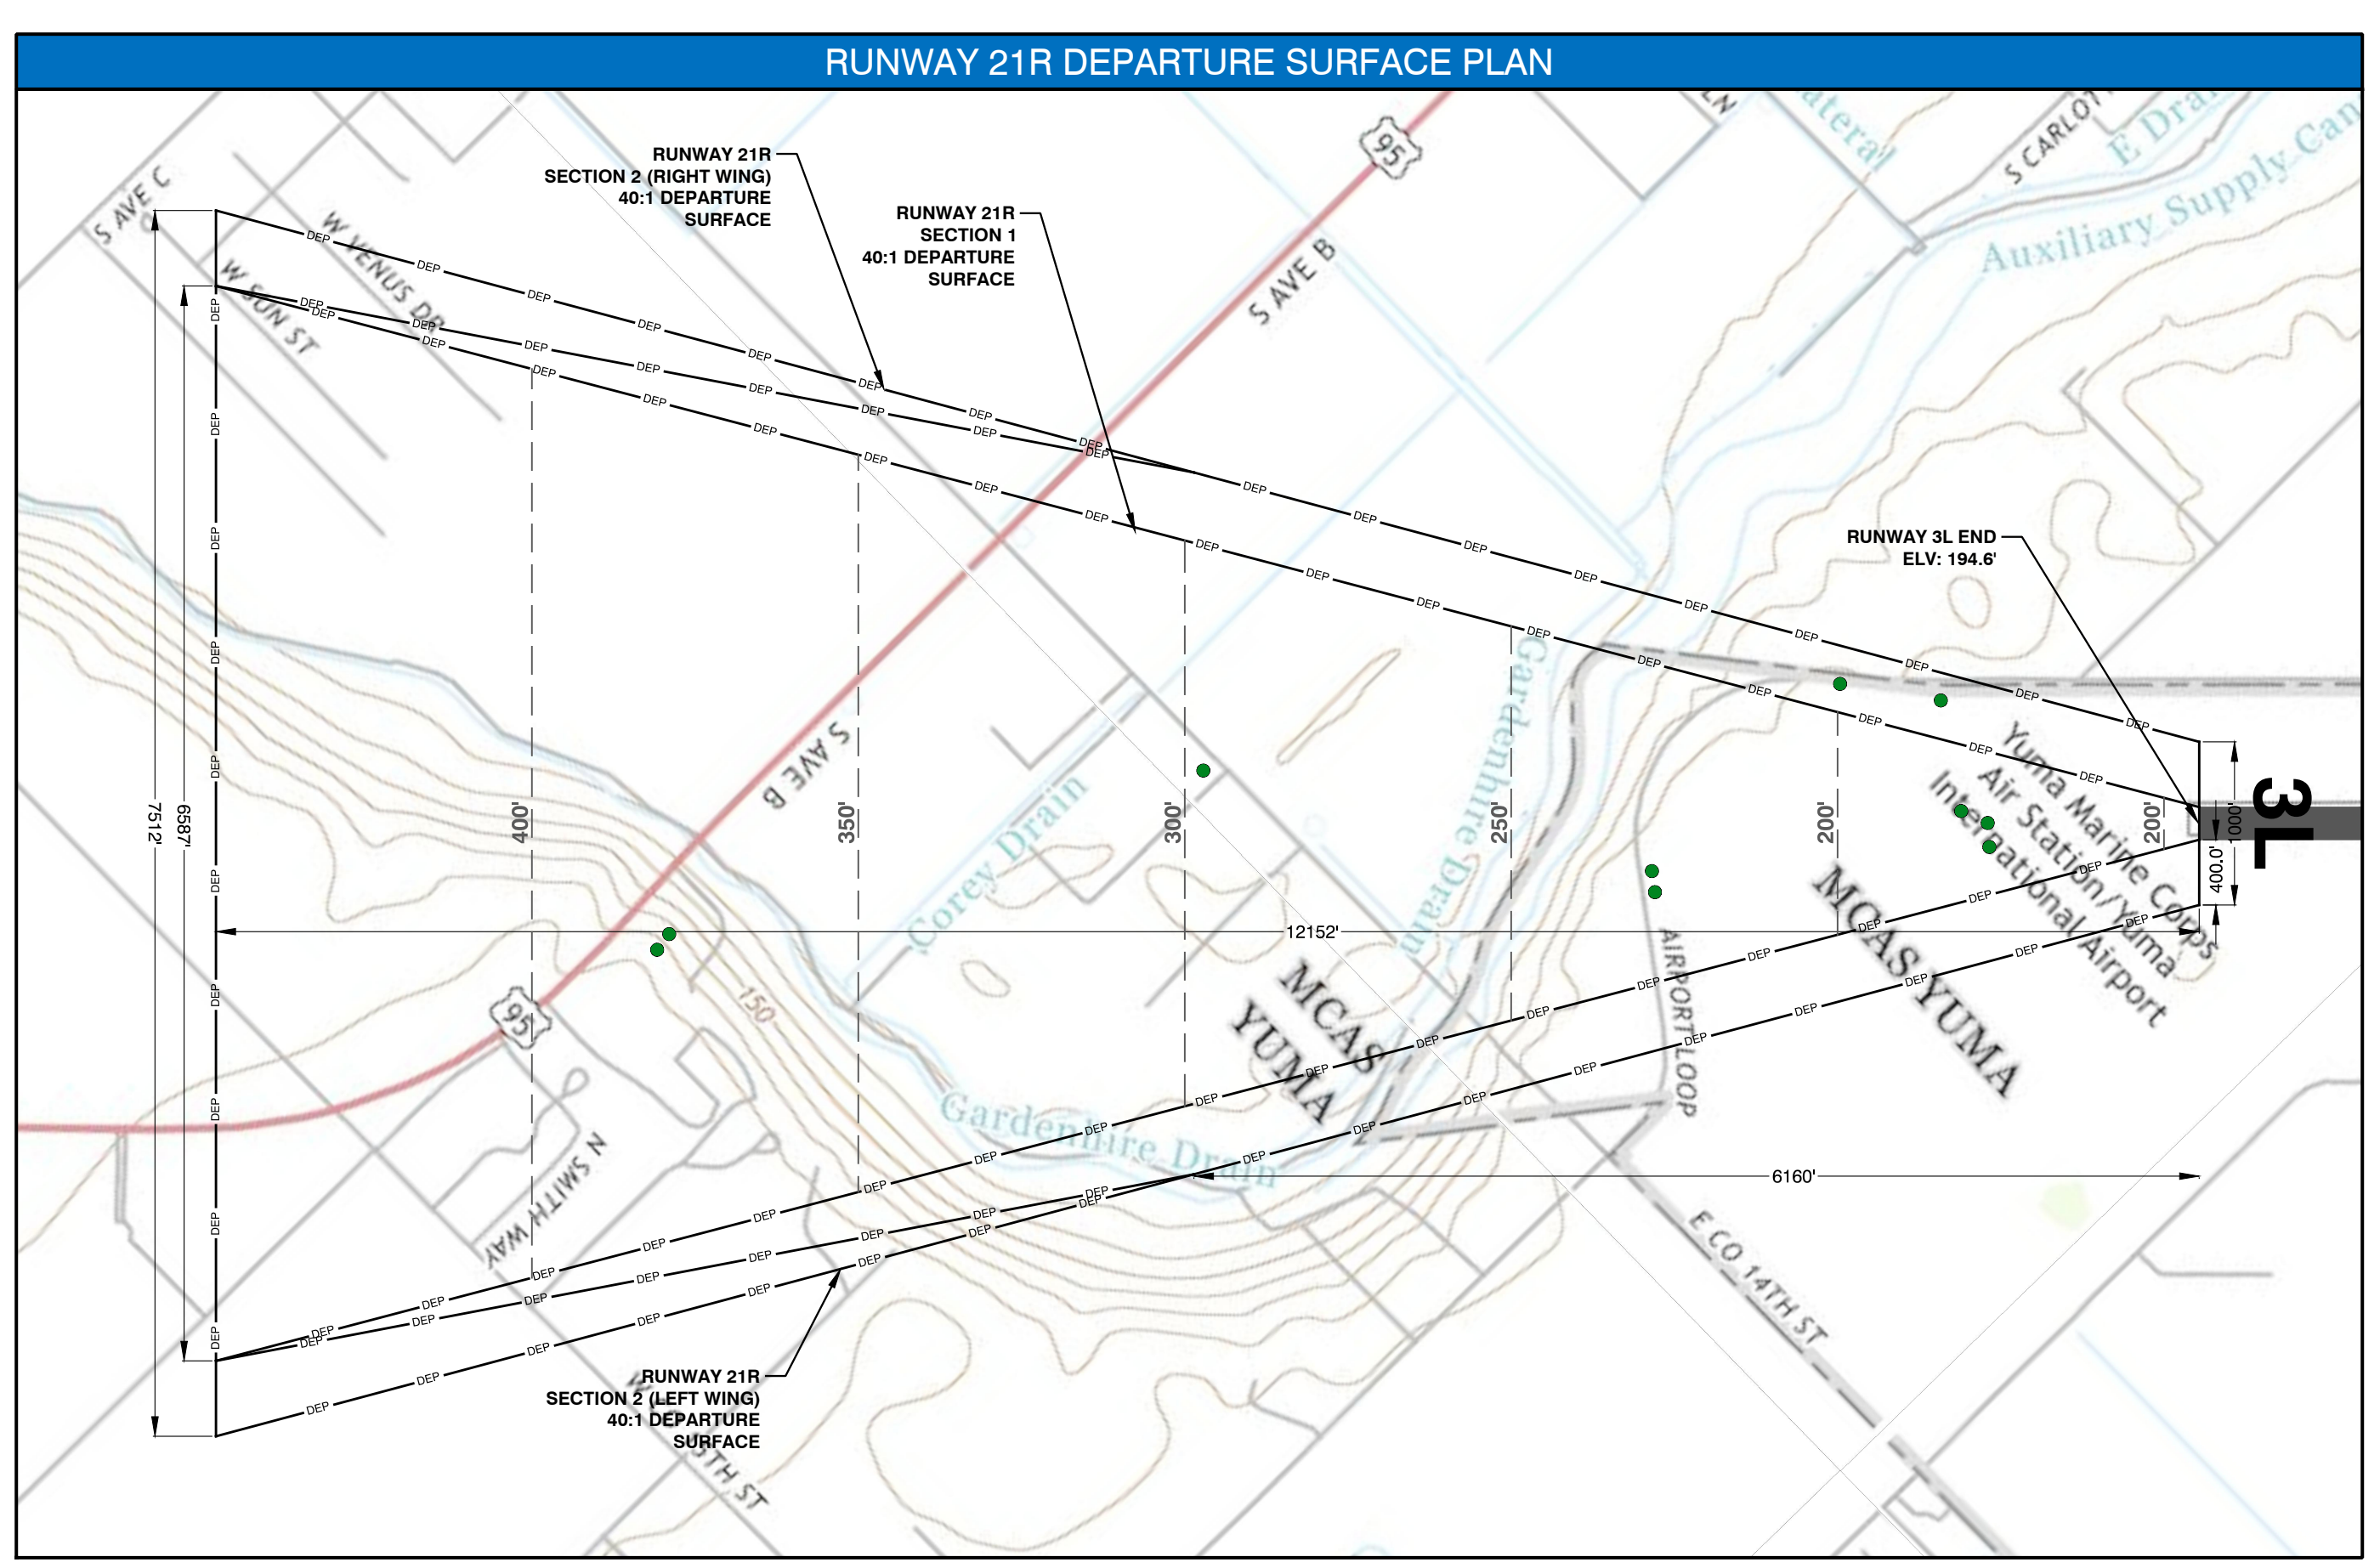 RUNWAY 21R DEPARTURE SURFACE PLAN
RUNWAY 21R
SECTION 2 (RIGHT WING)
40:1 DEPARTURE
SURFACE
RUNWAY 21R
SECTION 1
40:1 DEPARTURE
SURFACE
95
S AVE B
LN
S CARLOT
E Drai
Auxiliary Supply Can
ateral
S AVE C
W VENUS DR
W SUN ST
RUNWAY 3L END
ELV: 194.6'
7512'
6587'
400'
350'
300'
250'
200'
200'
S AVE B
Corey Drain
Gardenhire Drain
Gardenhire Drain
12152'
6160'
1000'
400.0'
3L
Yuma Marine Corps
Air Station/Yuma
International Airport
MCAS YUMA
MCAS
YUMA
AIRPORT LOOP
E CO 14TH ST
150
95
N SMITH WAY
RUNWAY 21R
SECTION 2 (LEFT WING)
40:1 DEPARTURE
SURFACE
DEP